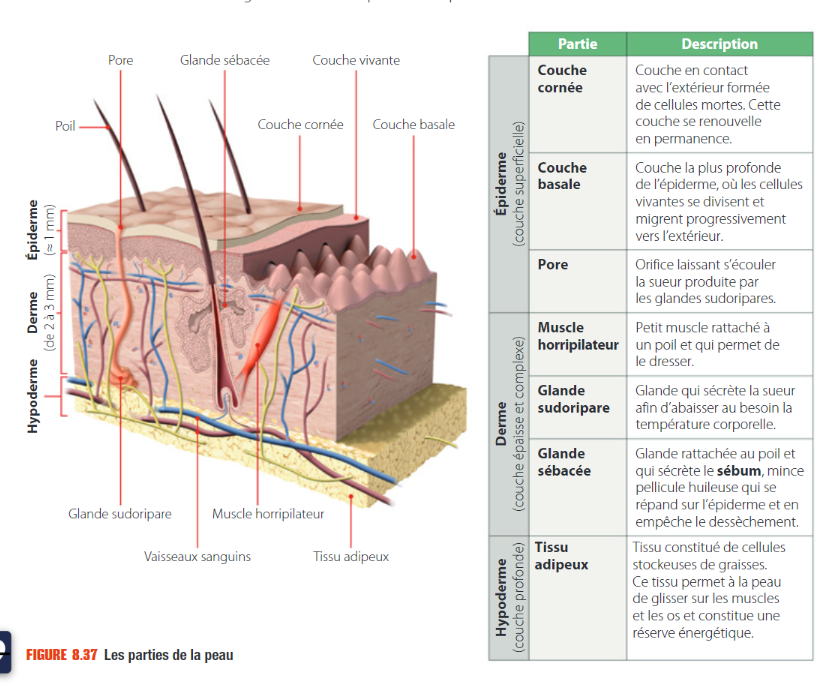 Pore
Glande sébacée
Couche vivante
Poil
Couche cornée
Couche basale
Épiderme
(≈ 1 mm)
Derme
(de 2 à 3 mm)
Hypoderme
Glande sudoripare
Muscle horripilateur
Vaisseaux sanguins
Tissu adipeux
FIGURE 8.37 Les parties de la peau
Partie
Description
Épiderme
(couche superficielle)
Couche
cornée
Couche en contact
avec l’extérieur formée
de cellules mortes. Cette
couche se renouvelle
en permanence.
Couche
basale
Couche la plus profonde
de l’épiderme, où les cellules
vivantes se divisent et
migrent progressivement
vers l’extérieur.
Pore
Orifice laissant s’écouler
la sueur produite par
les glandes sudoripares.
Derme
(couche épaisse et complexe)
Muscle
horripilateur
Petit muscle rattaché à
un poil et qui permet de
le dresser.
Glande
sudoripare
Glande qui sécrète la sueur
afin d’abaisser au besoin la
température corporelle.
Glande
sébacée
Glande rattachée au poil et
qui sécrète le sébum, mince
pellicule huileuse qui se
répand sur l’épiderme et en
empêche le dessèchement.
Hypoderme
(couche profonde)
Tissu
adipeux
Tissu constitué de cellules
stockeuses de graisses.
Ce tissu permet à la peau
de glisser sur les muscles
et les os et constitue une
réserve énergétique.